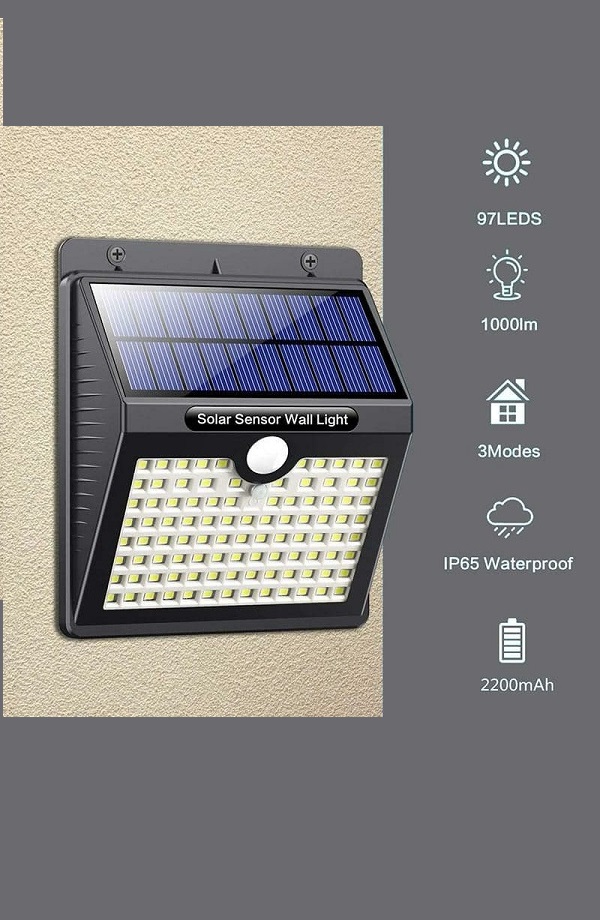 Solar Sensor Wall Light
97LEDS
1000lm
3Modes
IP65 Waterproof
2200mAh